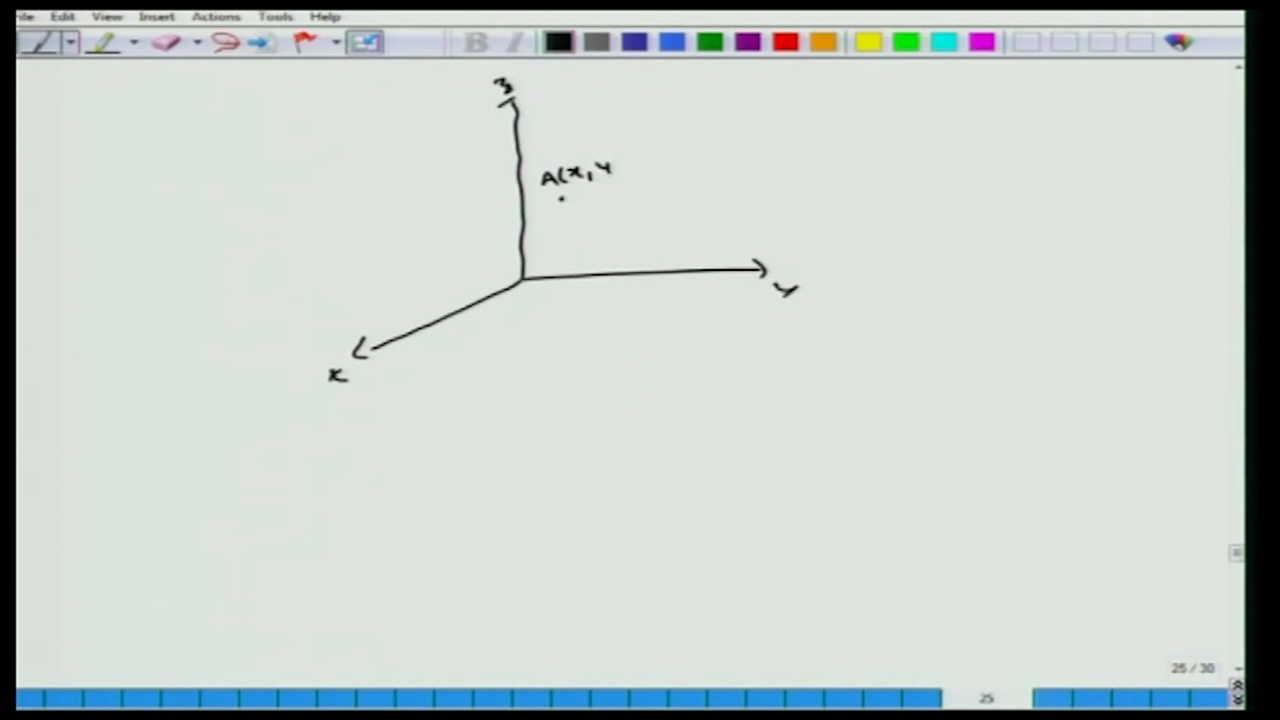 File Edit View Insert Actions Tools Help
B I
z
A(x, y
y
x
25 / 30
25